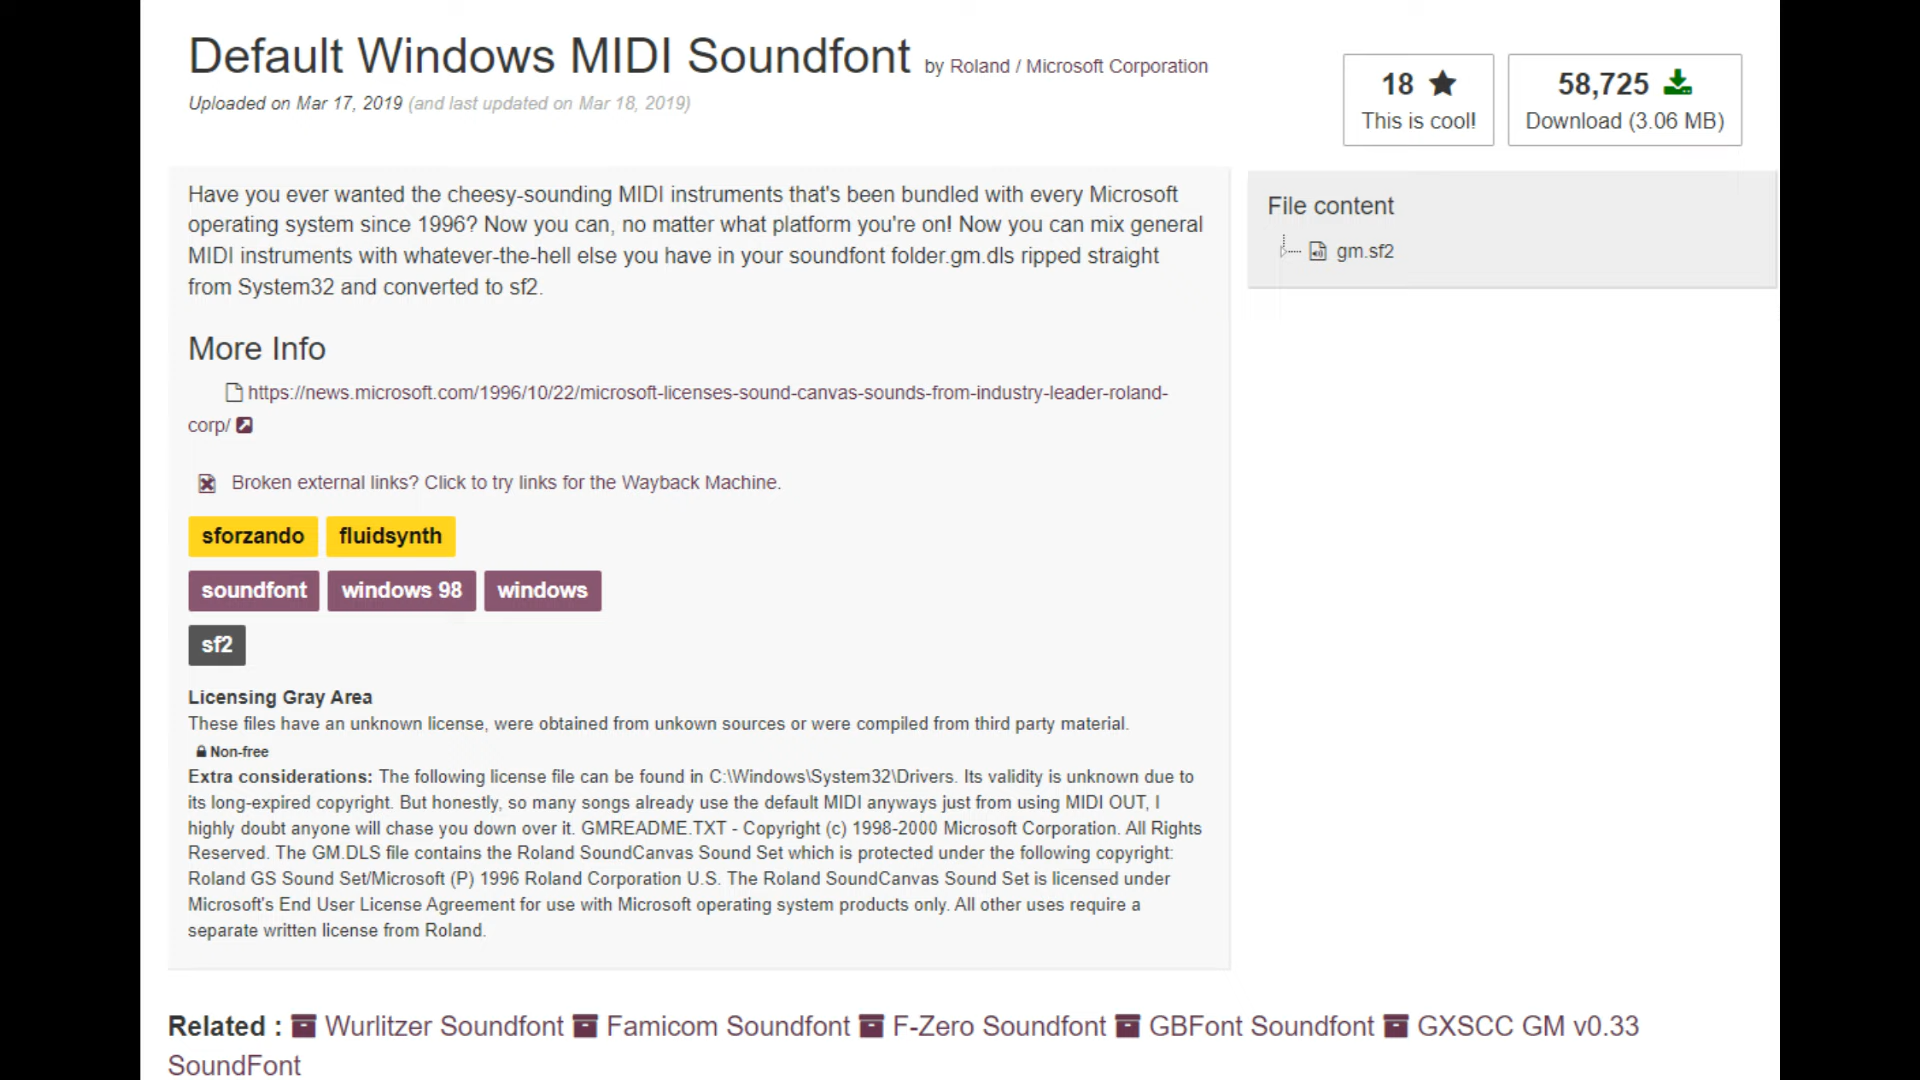 Default Windows MIDI Soundfont by Roland / Microsoft Corporation
Uploaded on Mar 17, 2019 (and last updated on Mar 18, 2019)
18
This is cool!
58,725
Download (3.06 MB)
Have you ever wanted the cheesy-sounding MIDI instruments that's been bundled with every Microsoft
operating system since 1996? Now you can, no matter what platform you're on! Now you can mix general
MIDI instruments with whatever-the-hell else you have in your soundfont folder.gm.dls ripped straight
from System32 and converted to sf2.
File content
gm.sf2
More Info
https://news.microsoft.com/1996/10/22/microsoft-licenses-sound-canvas-sounds-from-industry-leader-roland-
corp/
Broken external links? Click to try links for the Wayback Machine.
sforzando fluidsynth
soundfont windows 98 windows
sf2
Licensing Gray Area
These files have an unknown license, were obtained from unkown sources or were compiled from third party material.
Non-free
Extra considerations: The following license file can be found in C:\Windows\System32\Drivers. Its validity is unknown due to
its long-expired copyright. But honestly, so many songs already use the default MIDI anyways just from using MIDI OUT, I
highly doubt anyone will chase you down over it. GMREADME.TXT - Copyright (c) 1998-2000 Microsoft Corporation. All Rights
Reserved. The GM.DLS file contains the Roland SoundCanvas Sound Set which is protected under the following copyright:
Roland GS Sound Set/Microsoft (P) 1996 Roland Corporation U.S. The Roland SoundCanvas Sound Set is licensed under
Microsoft's End User License Agreement for use with Microsoft operating system products only. All other uses require a
separate written license from Roland.
Related : Wurlitzer Soundfont Famicom Soundfont F-Zero Soundfont GBFont Soundfont GXSCC GM v0.33
SoundFont